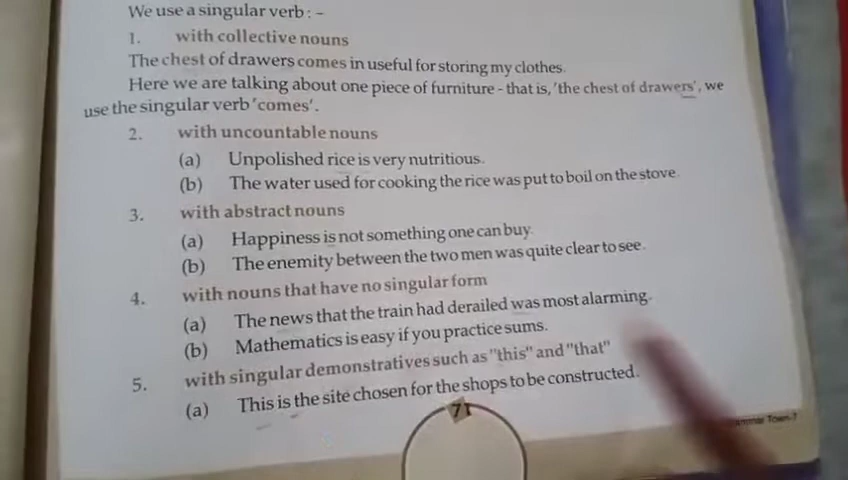 We use a singular verb : –
1. with collective nouns
The chest of drawers comes in useful for storing my clothes.
Here we are talking about one piece of furniture - that is, 'the chest of drawers', we
use the singular verb 'comes'.
2. with uncountable nouns
(a) Unpolished rice is very nutritious.
(b) The water used for cooking the rice was put to boil on the stove
3. with abstract nouns
(a) Happiness is not something one can buy.
(b) The enemity between the two men was quite clear to see.
4. with nouns that have no singular form
(a) The news that the train had derailed was most alarming.
(b) Mathematics is easy if you practice sums.
5. with singular demonstratives such as "this" and "that"
(a) This is the site chosen for the shops to be constructed.
71
Town-7